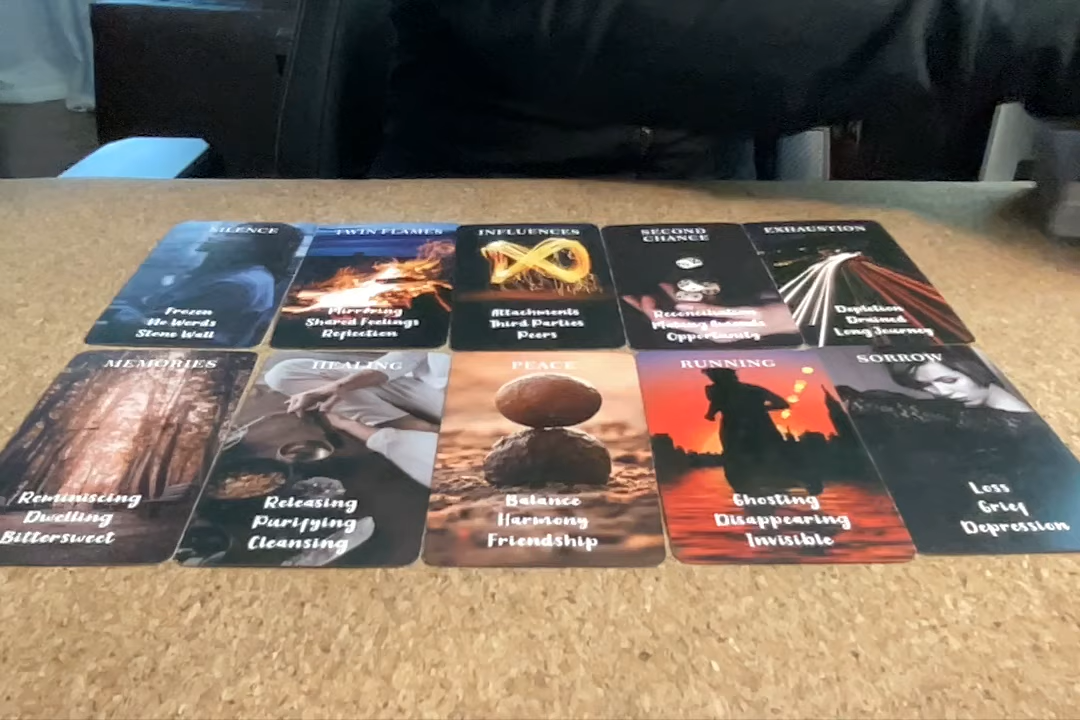 SILENCE
Frozen
No Words
Stone Wall
TWIN FLAMES
Mirroring
Shared Feelings
Reflection
INFLUENCES
Attachments
Third Parties
Peers
SECOND
CHANCE
Reconciliation
Making Amends
Opportunity
EXHAUSTION
Depletion
Drained
Long Journey
MEMORIES
Reminiscing
Dwelling
Bittersweet
HEALING
Releasing
Purifying
Cleansing
PEACE
Balance
Harmony
Friendship
RUNNING
Ghosting
Disappearing
Invisible
SORROW
Loss
Grief
Depression